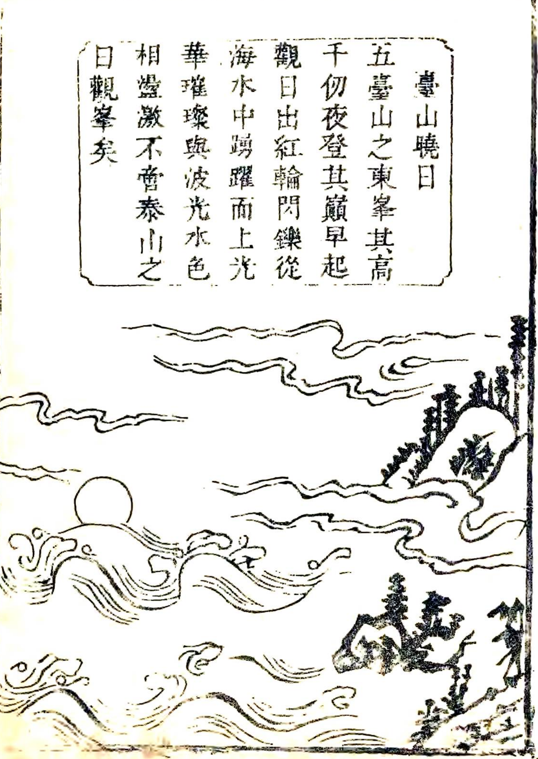 臺山曉日
五臺山之東峯其高
千仞夜登其巔早起
觀日出紅輪閃鑠從
海水中踴躍而上光
華璀璨與波光水色
相盪激不啻泰山之
日觀峯矣